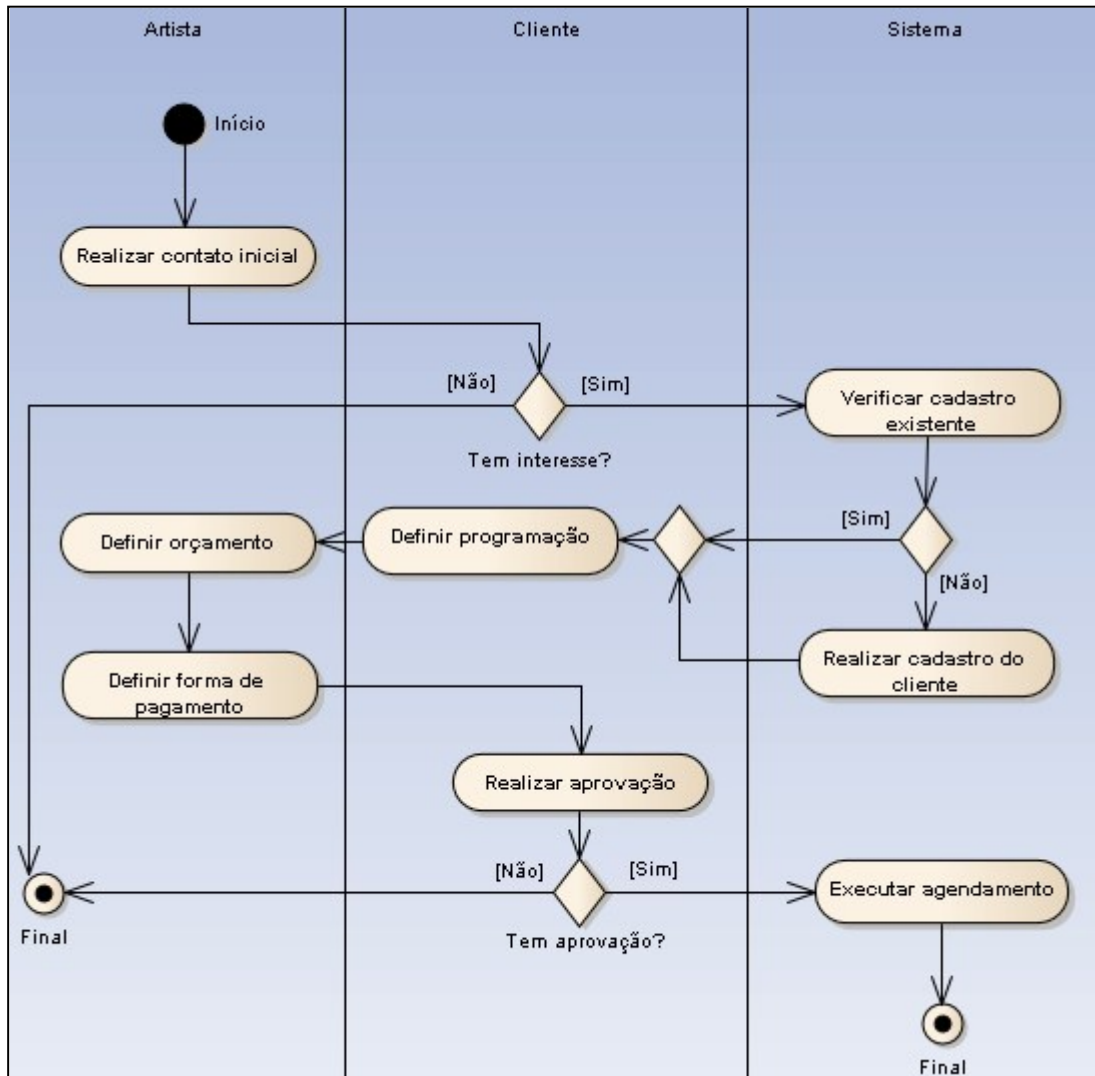 Artista
Cliente
Sistema
Início
Realizar contato inicial
[Não]
[Sim]
Verificar cadastro
existente
Tem interesse?
[Sim]
Definir orçamento
Definir programação
[Não]
Definir forma de
pagamento
Realizar cadastro do
cliente
Realizar aprovação
[Não]
[Sim]
Executar agendamento
Final
Tem aprovação?
Final